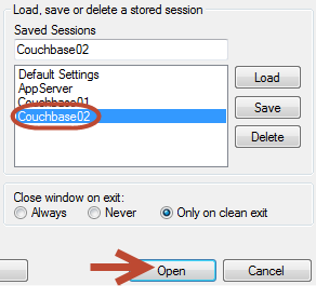 Load, save or delete a stored session
Saved Sessions
Couchbase02
Default Settings
AppServer
Couchbase01
Couchbase02
Load
Save
Delete
Close window on exit:
Always Never Only on clean exit
Open Cancel